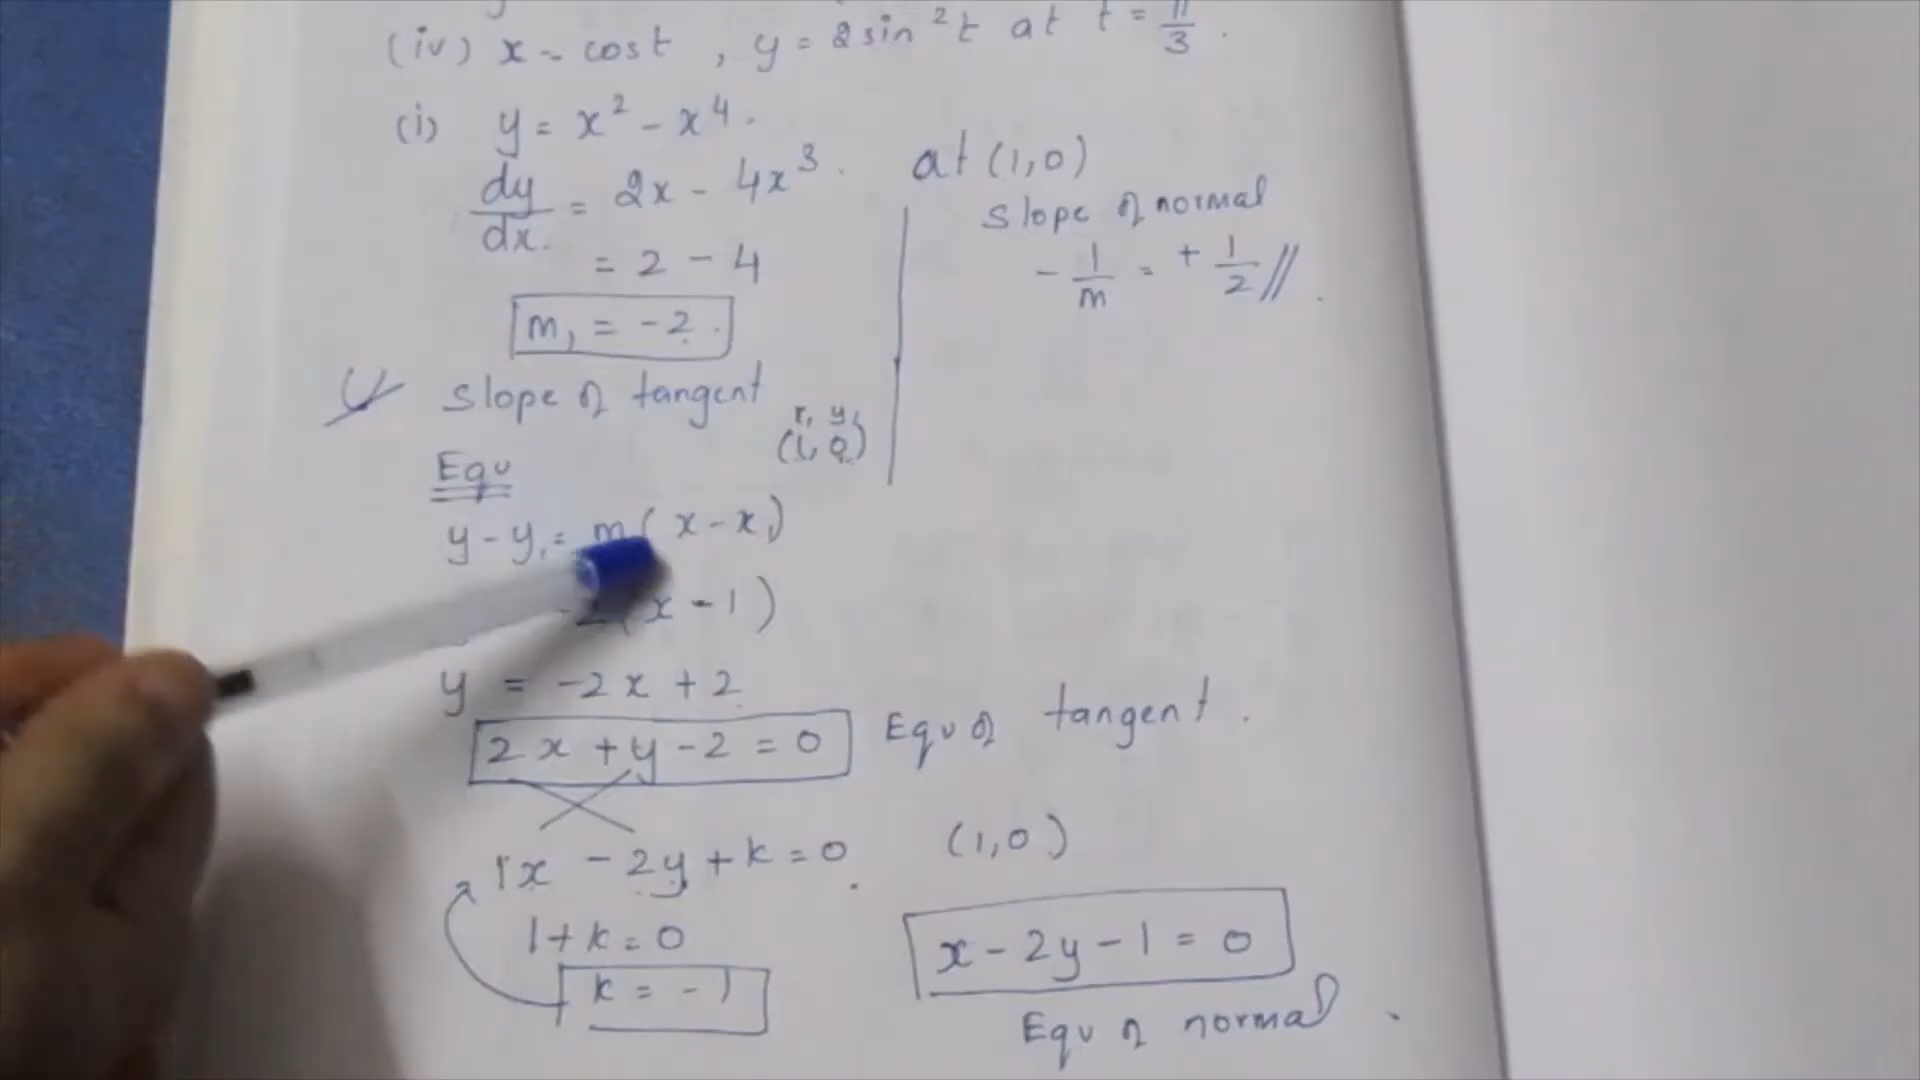 (iv) x = cost , y = 2sin²t at t = π/3 .
(i) y = x² - x⁴. at (1,0)
dy/dx. = 2x - 4x³.
= 2 - 4
m₁ = -2.
Slope of tangent
Slope of normal
- 1/m = + 1/2 //
Equ
x₁ y₁
(1, 0)
y - y₁ = m(x - x₁)
-2(x - 1)
y = -2x + 2
2x + y - 2 = 0 Equ of tangent.
1x - 2y + k = 0. (1,0)
1 + k = 0
k = -1
x - 2y - 1 = 0
Equ of normal.